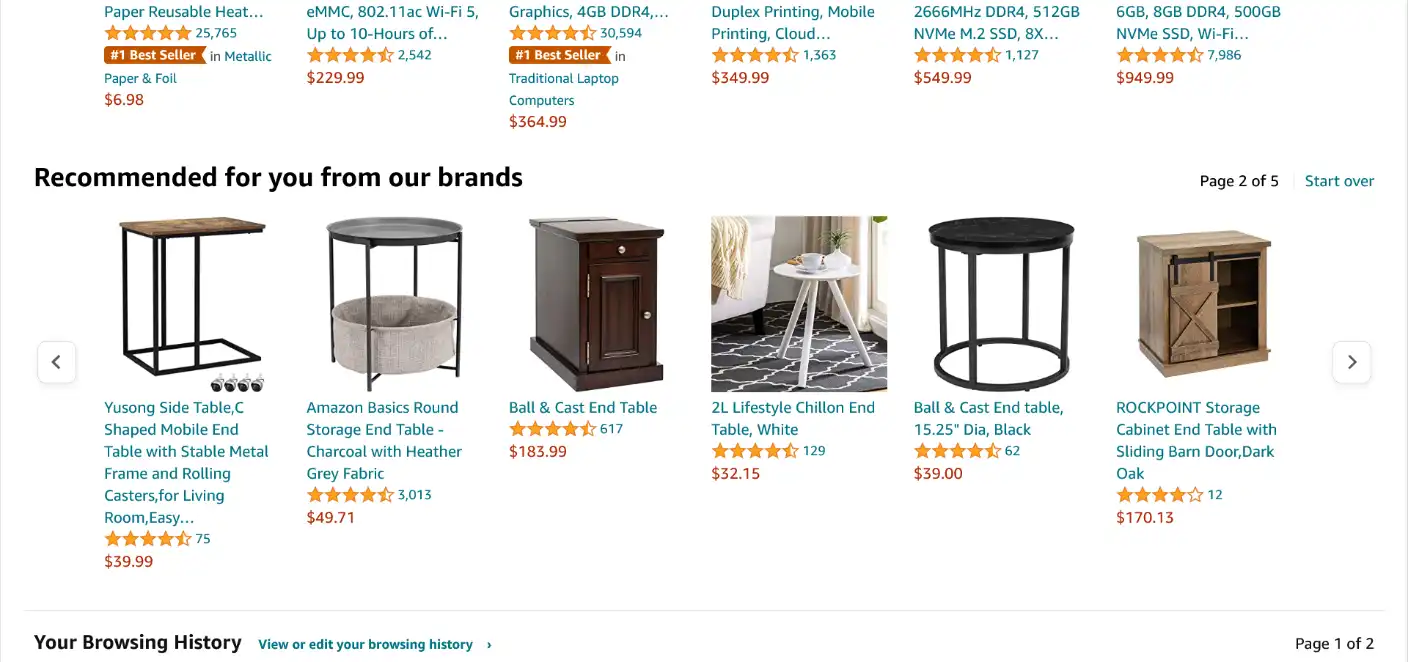 Paper Reusable Heat…
25,765
#1 Best Seller in Metallic
Paper & Foil
$6.98
eMMC, 802.11ac Wi-Fi 5,
Up to 10-Hours of…
2,542
$229.99
Graphics, 4GB DDR4,…
30,594
#1 Best Seller in
Traditional Laptop
Computers
$364.99
Duplex Printing, Mobile
Printing, Cloud…
1,363
$349.99
2666MHz DDR4, 512GB
NVMe M.2 SSD, 8X…
1,127
$549.99
6GB, 8GB DDR4, 500GB
NVMe SSD, Wi-Fi…
7,986
$949.99
Recommended for you from our brands
Page 2 of 5
Start over
Yusong Side Table,C
Shaped Mobile End
Table with Stable Metal
Frame and Rolling
Casters,for Living
Room,Easy…
75
$39.99
Amazon Basics Round
Storage End Table -
Charcoal with Heather
Grey Fabric
3,013
$49.71
Ball & Cast End Table
617
$183.99
2L Lifestyle Chillon End
Table, White
129
$32.15
Ball & Cast End table,
15.25" Dia, Black
62
$39.00
ROCKPOINT Storage
Cabinet End Table with
Sliding Barn Door,Dark
Oak
12
$170.13
Your Browsing History
View or edit your browsing history ›
Page 1 of 2